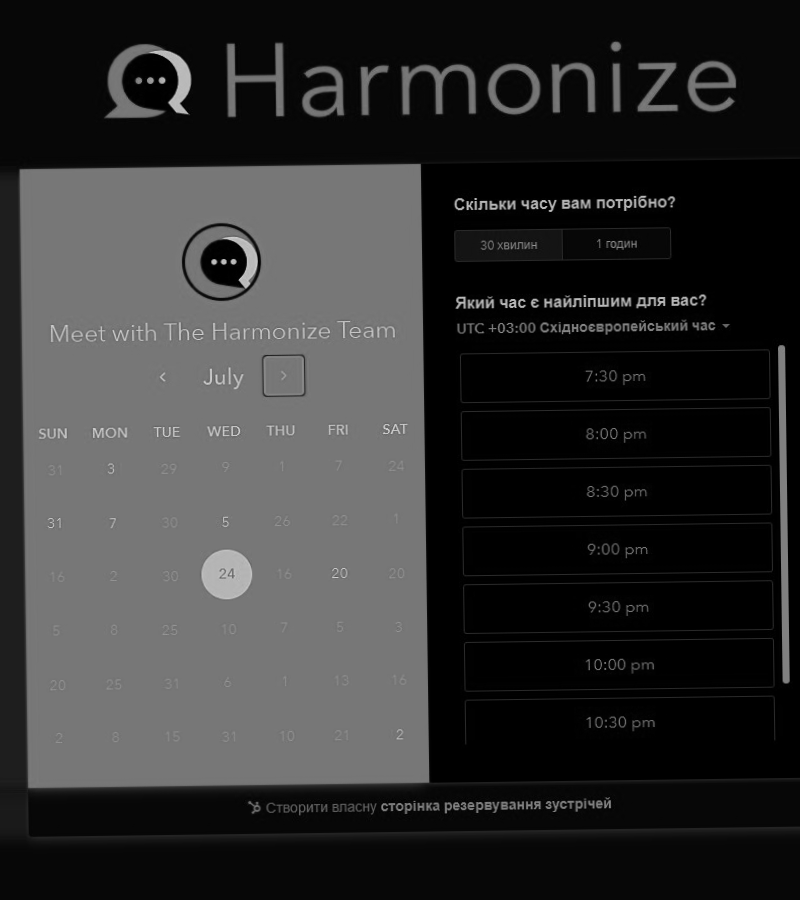 Harmonize
Meet with The Harmonize Team
July
SUN MON TUE WED THU FRI SAT
31 3 29 9 1 7 24
31 7 30 5 26 22 1
16 2 30 24 16 20 20
5 8 25 10 7 5 3
20 25 31 6 1 13 16
2 8 15 31 10 21 2
Скільки часу вам потрібно?
30 хвилин 1 годин
Який час є найліпшим для вас?
UTC +03:00 Східноєвропейський час
7:30 pm
8:00 pm
8:30 pm
9:00 pm
9:30 pm
10:00 pm
10:30 pm
Створити власну сторінка резервування зустрічей